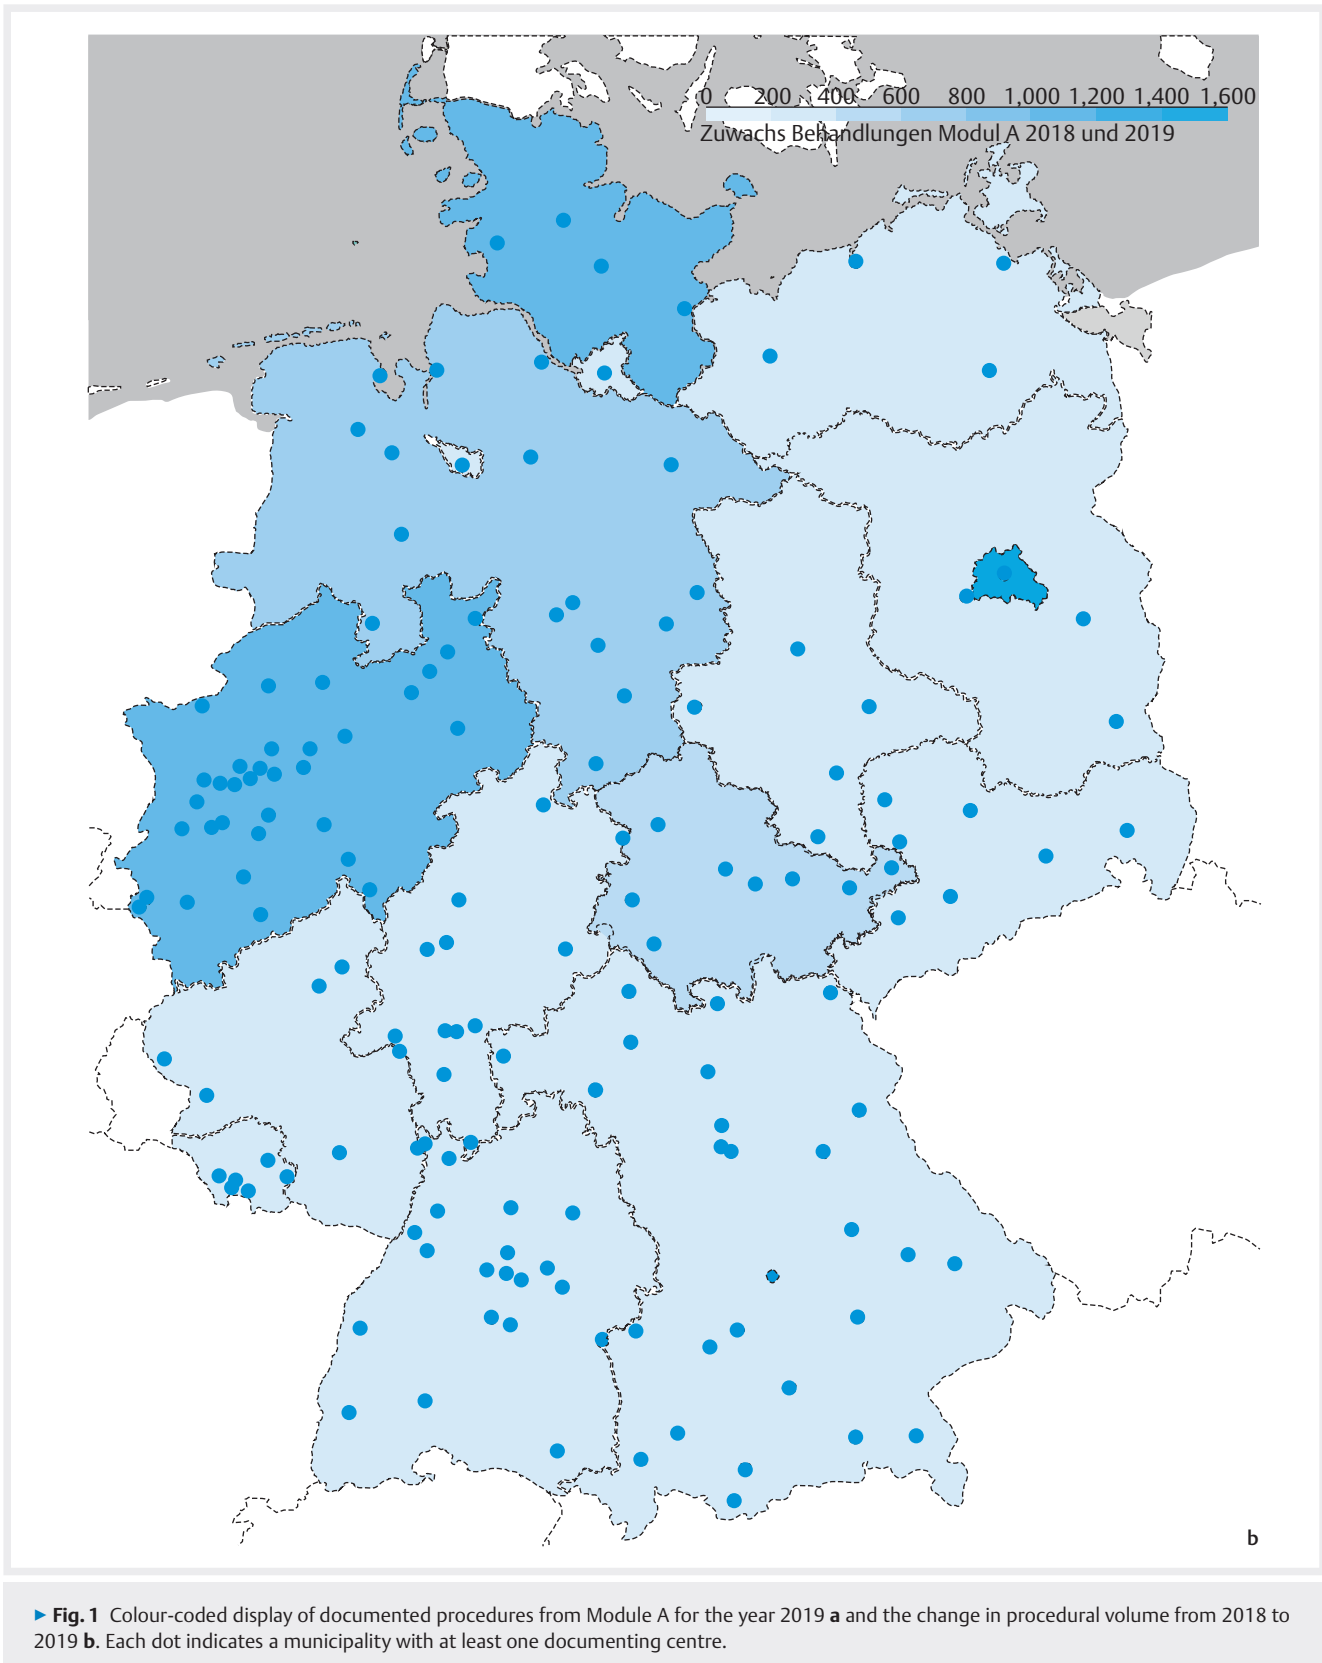 0 200 400 600 800 1,000 1,200 1,400 1,600
Zuwachs Behandlungen Modul A 2018 und 2019
b
► Fig. 1 Colour-coded display of documented procedures from Module A for the year 2019 a and the change in procedural volume from 2018 to
2019 b. Each dot indicates a municipality with at least one documenting centre.